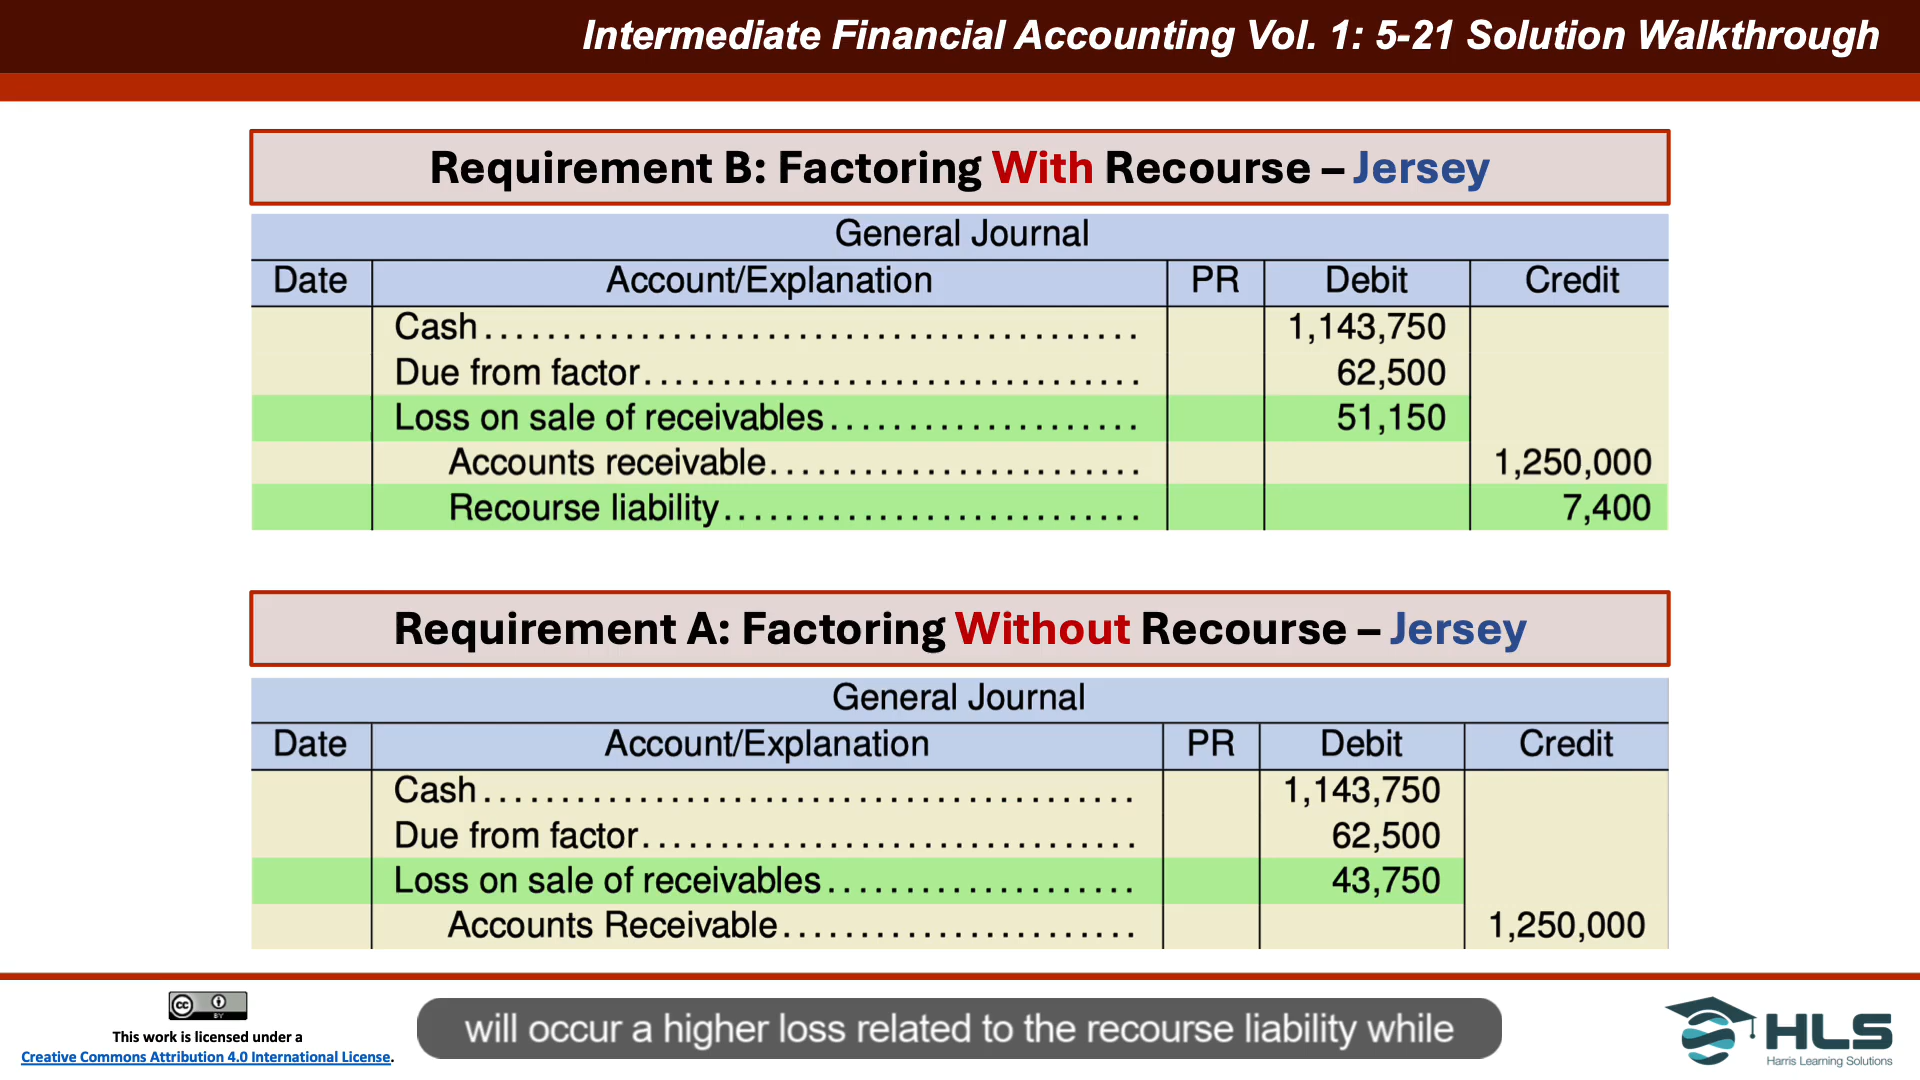 Intermediate Financial Accounting Vol. 1: 5-21 Solution Walkthrough
Requirement B: Factoring With Recourse – Jersey
General Journal
Date Account/Explanation PR Debit Credit
Cash 1,143,750
Due from factor 62,500
Loss on sale of receivables 51,150
Accounts receivable 1,250,000
Recourse liability 7,400
Requirement A: Factoring Without Recourse – Jersey
General Journal
Date Account/Explanation PR Debit Credit
Cash 1,143,750
Due from factor 62,500
Loss on sale of receivables 43,750
Accounts Receivable 1,250,000
cc BY
This work is licensed under a
Creative Commons Attribution 4.0 International License.
will occur a higher loss related to the recourse liability while
HLS
Harris Learning Solutions